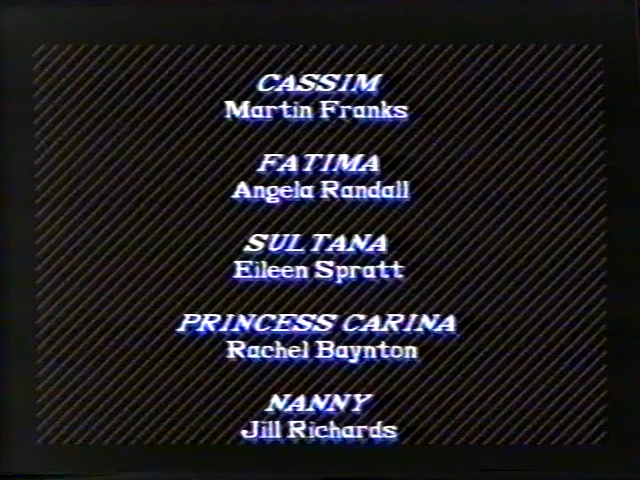 CASSIM
Martin Franks
FATIMA
Angela Randall
SULTANA
Eileen Spratt
PRINCESS CARINA
Rachel Baynton
NANNY
Jill Richards